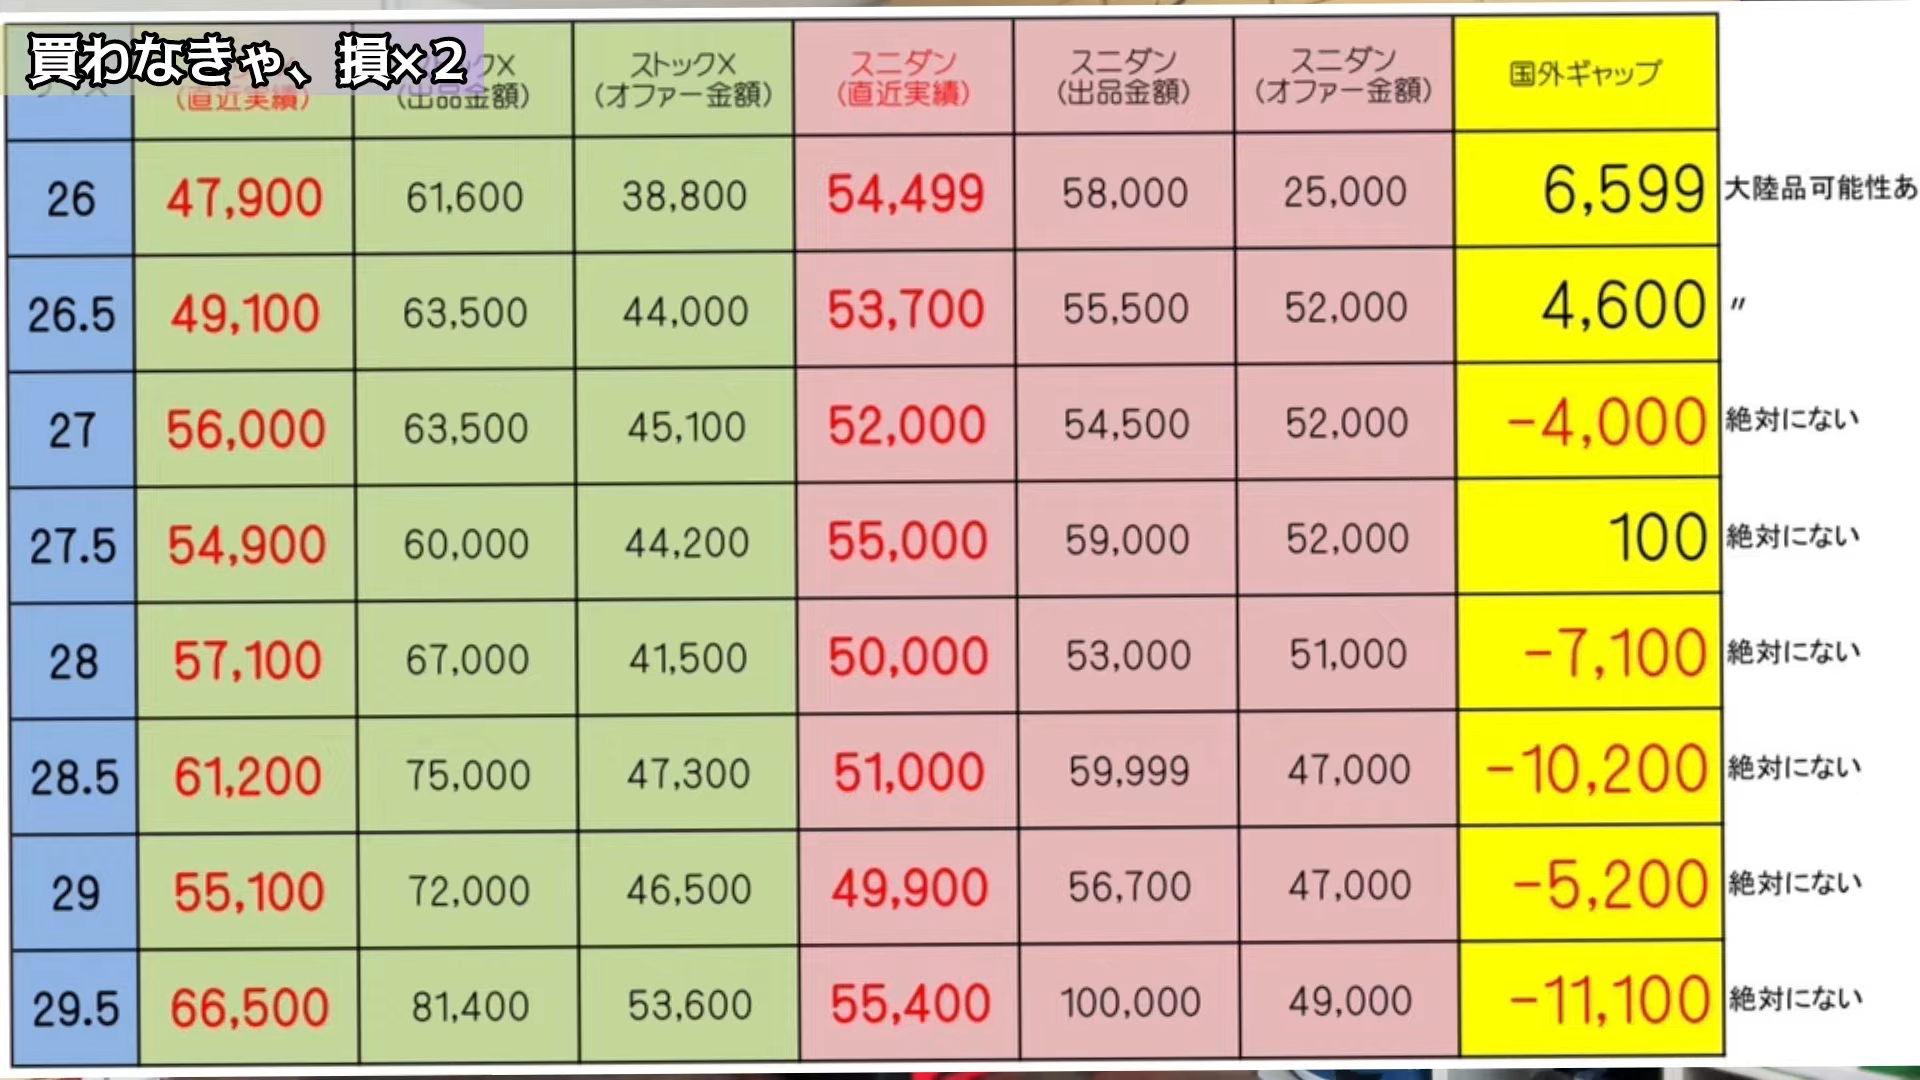 買わなきゃ、損×2
(直近実績)
(出品金額)
ストックX
(オファー金額)
スニダン
(直近実績)
スニダン
(出品金額)
スニダン
(オファー金額)
国外ギャップ
26 47,900 61,600 38,800 54,499 58,000 25,000 6,599 大陸品可能性あ
26.5 49,100 63,500 44,000 53,700 55,500 52,000 4,600 〃
27 56,000 63,500 45,100 52,000 54,500 52,000 -4,000 絶対にない
27.5 54,900 60,000 44,200 55,000 59,000 52,000 100 絶対にない
28 57,100 67,000 41,500 50,000 53,000 51,000 -7,100 絶対にない
28.5 61,200 75,000 47,300 51,000 59,999 47,000 -10,200 絶対にない
29 55,100 72,000 46,500 49,900 56,700 47,000 -5,200 絶対にない
29.5 66,500 81,400 53,600 55,400 100,000 49,000 -11,100 絶対にない